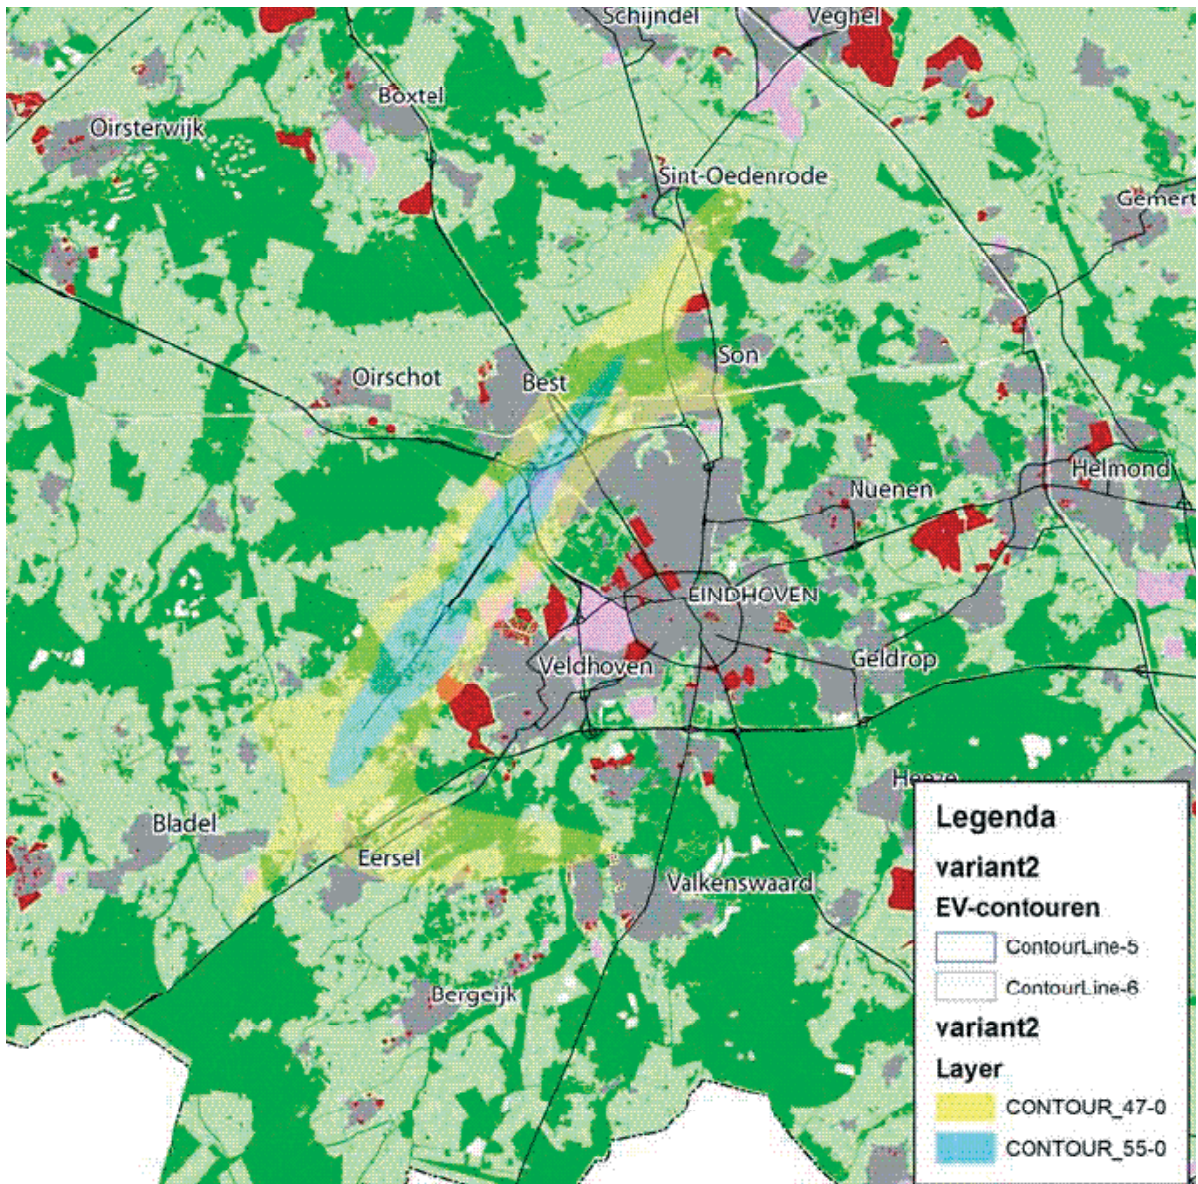 Schijndel
Veghel
Boxtel
Oirsterwijk
Sint-Oedenrode
Gemert
Son
Oirschot
Best
Helmond
Nuenen
EINDHOVEN
Veldhoven
Geldrop
Heeze
Bladel
Eersel
Valkenswaard
Bergeijk
Legenda
variant2
EV-contouren
ContourLine-5
ContourLine-6
variant2
Layer
CONTOUR_47-0
CONTOUR_55-0